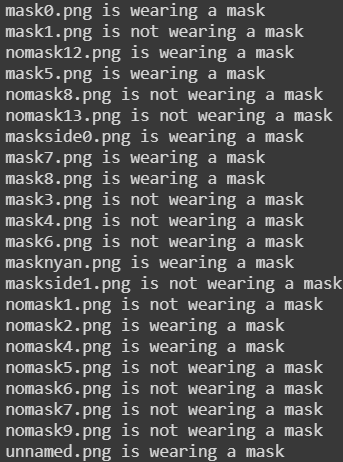 mask0.png is wearing a mask
mask1.png is not wearing a mask
nomask12.png is wearing a mask
mask5.png is wearing a mask
nomask8.png is not wearing a mask
nomask13.png is not wearing a mask
maskside0.png is wearing a mask
mask7.png is wearing a mask
mask8.png is wearing a mask
mask3.png is not wearing a mask
mask4.png is not wearing a mask
mask6.png is not wearing a mask
masknyan.png is wearing a mask
maskside1.png is not wearing a mask
nomask1.png is not wearing a mask
nomask2.png is wearing a mask
nomask4.png is wearing a mask
nomask5.png is not wearing a mask
nomask6.png is not wearing a mask
nomask7.png is not wearing a mask
nomask9.png is not wearing a mask
unnamed.png is wearing a mask